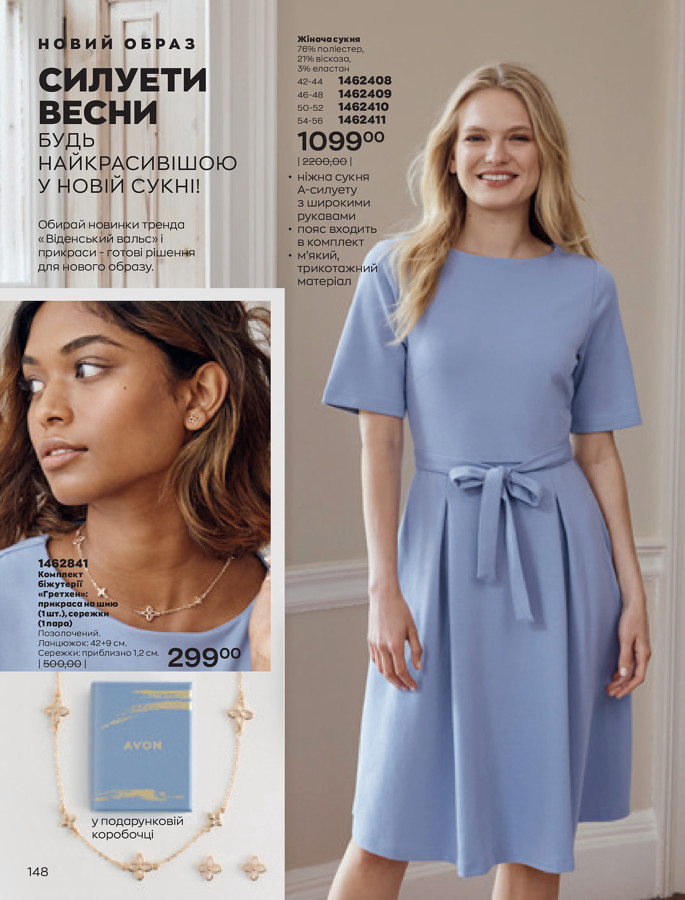 НОВИЙ ОБРАЗ
СИЛУЕТИ
ВЕСНИ
БУДЬ
НАЙКРАСИВІШОЮ
У НОВІЙ СУКНІ!
Обирай новинки тренда
«Віденський вальс» і
прикраси - готові рішення
для нового образу.
Жіноча сукня
76% поліестер,
21% віскоза,
3% еластан
42-44 1462408
46-48 1462409
50-52 1462410
54-56 1462411
1099⁰⁰
| 2200,00 |
• ніжна сукня
А-силуету
з широкими
рукавами
• пояс входить
в комплект
• м'який,
трикотажний
матеріал
1462841
Комплект
біжутерії
«Гретхен»:
прикраса на шию
(1 шт.), сережки
(1 пара)
Позолочений.
Ланцюжок: 42+9 см.
Сережки: приблизно 1,2 см.
| 500,00 |
299⁰⁰
AVON
у подарунковій
коробочці
148